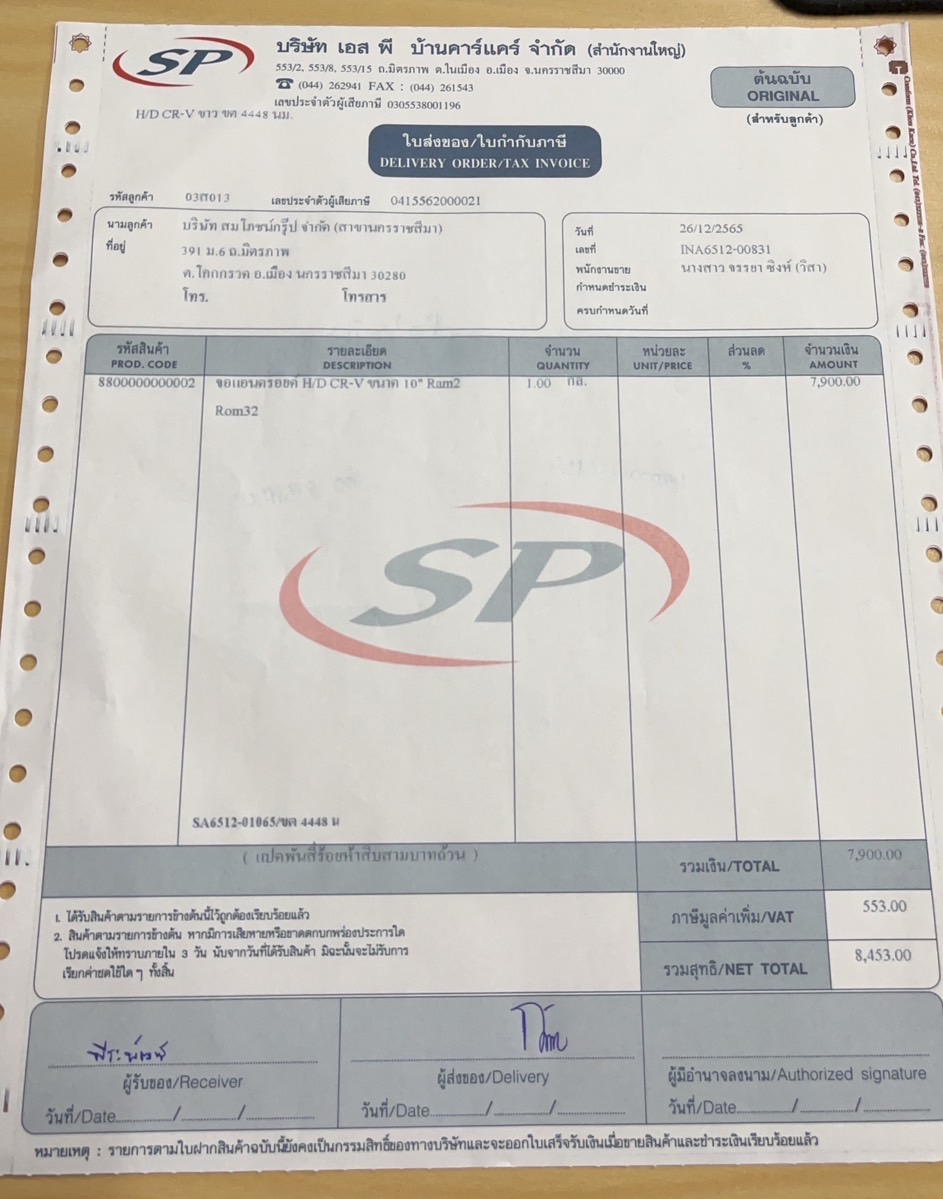 SP
บริษัท เอส พี บ้านคาร์แคร์ จำกัด (สำนักงานใหญ่)
553/2, 553/8, 553/15 ถ.มิตรภาพ ต.ในเมือง อ.เมือง จ.นครราชสีมา 30000
(044) 262941 FAX : (044) 261543
เลขประจำตัวผู้เสียภาษี 0305538001196
H/D CR-V ขาว ขต 4448 นม.
ต้นฉบับ
ORIGINAL
(สำหรับลูกค้า)
ใบส่งของ/ใบกำกับภาษี
DELIVERY ORDER/TAX INVOICE
รหัสลูกค้า 03ส013 เลขประจำตัวผู้เสียภาษี 0415562000021
นามลูกค้า บริษัท สมโภชน์กรุ๊ป จำกัด (สาขานครราชสีมา)
ที่อยู่ 391 ม.6 ถ.มิตรภาพ
ต.โคกกรวด อ.เมือง นครราชสีมา 30280
โทร. โทรสาร
วันที่ 26/12/2565
เลขที่ INA6512-00831
พนักงานขาย นางสาว จรรยา ซิงห์ (วิสา)
กำหนดชำระเงิน
ครบกำหนดวันที่
รหัสสินค้า รายละเอียด จำนวน หน่วยละ ส่วนลด จำนวนเงิน
PROD. CODE DESCRIPTION QUANTITY UNIT/PRICE % AMOUNT
8800000000002 จอแอนดรอยด์ H/D CR-V ขนาด 10" Ram2 1.00 กล. 7,900.00
Rom32
SP
SA6512-01065/ขต 4448 น
( แปดพันสี่ร้อยห้าสิบสามบาทถ้วน )
รวมเงิน/TOTAL 7,900.00
ภาษีมูลค่าเพิ่ม/VAT 553.00
รวมสุทธิ/NET TOTAL 8,453.00
1. ได้รับสินค้าตามรายการข้างต้นนี้ไว้ถูกต้องเรียบร้อยแล้ว
2. สินค้าตามรายการข้างต้น หากมีการเสียหายหรือขาดตกบกพร่องประการใด
โปรดแจ้งให้ทราบภายใน 3 วัน นับจากวันที่ได้รับสินค้า มิฉะนั้นจะไม่รับการ
เรียกค่าชดใช้ใด ๆ ทั้งสิ้น
ผู้รับของ/Receiver ผู้ส่งของ/Delivery ผู้มีอำนาจลงนาม/Authorized signature
วันที่/Date........../........../.......... วันที่/Date........../........../.......... วันที่/Date........../........../..........
หมายเหตุ : รายการตามใบฝากสินค้าฉบับนี้ยังคงเป็นกรรมสิทธิ์ของทางบริษัทและจะออกใบเสร็จรับเงินเมื่อขายสินค้าและชำระเงินเรียบร้อยแล้ว